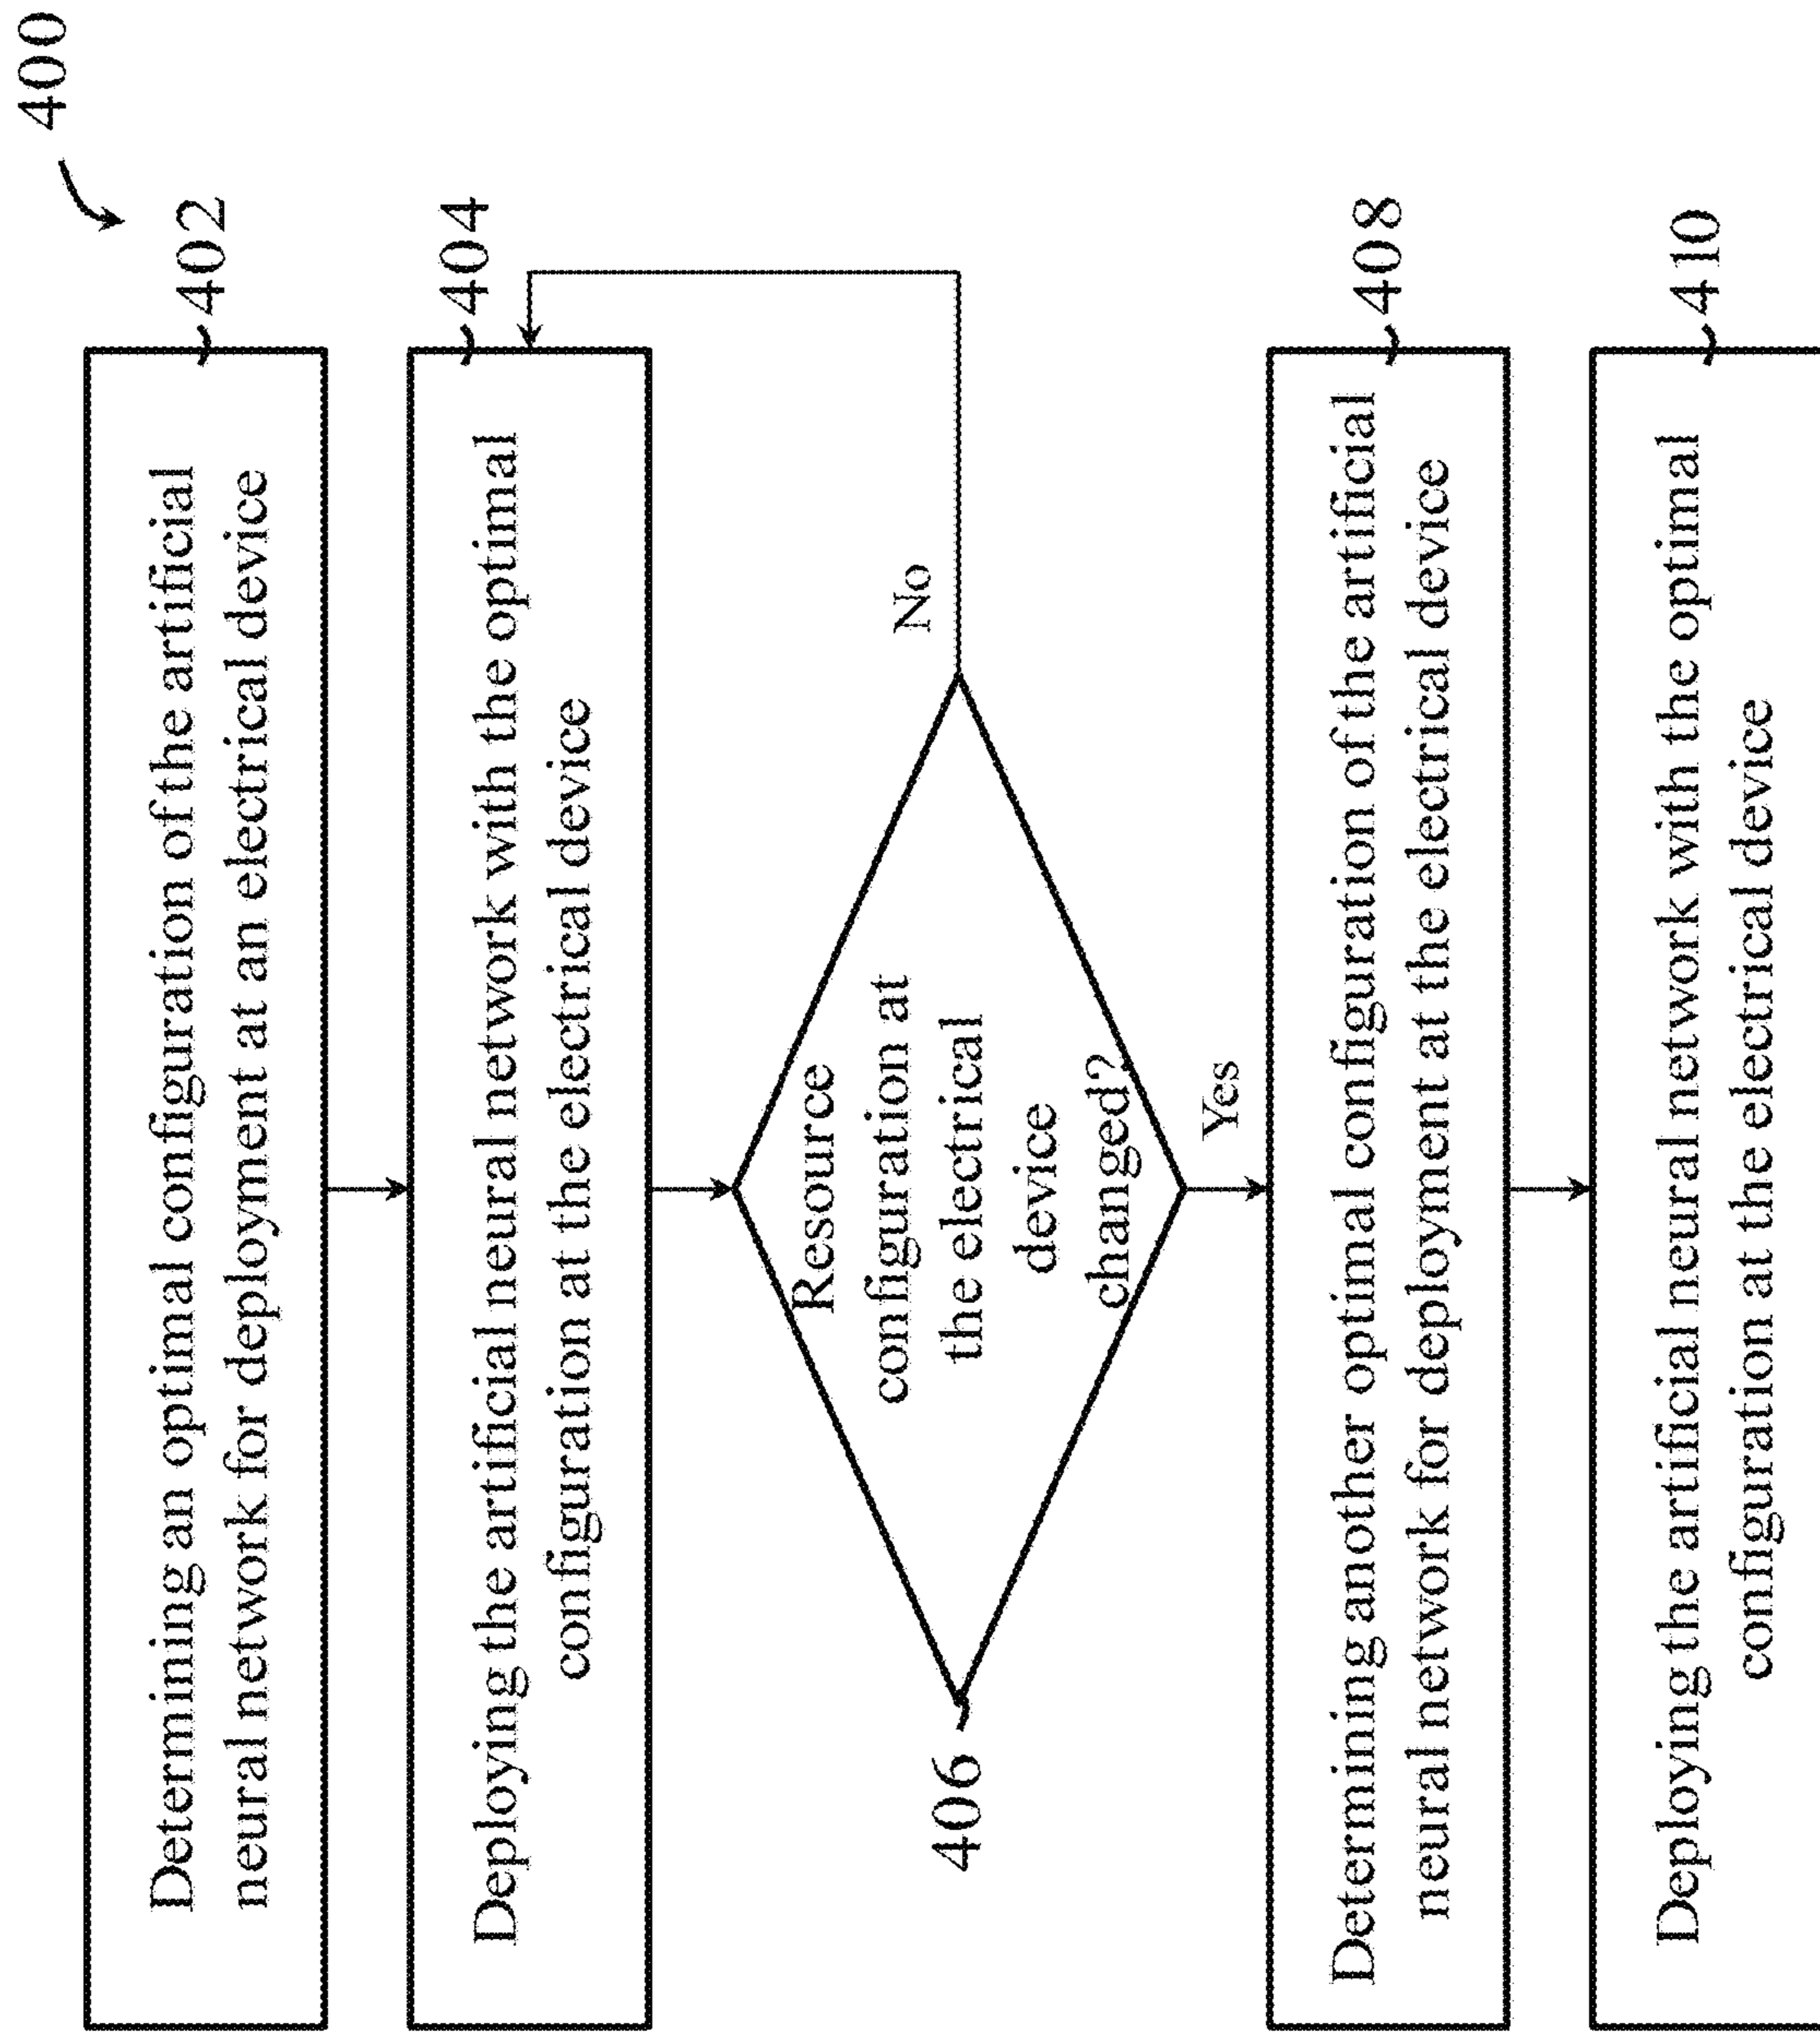 400
402
Determining an optimal configuration of the artificial
neural network for deployment at an electrical device
404
Deploying the artificial neural network with the optimal
configuration at the electrical device
406
Resource
configuration at
the electrical
device
changed?
No
Yes
408
Determining another optimal configuration of the artificial
neural network for deployment at the electrical device
410
Deploying the artificial neural network with the optimal
configuration at the electrical device